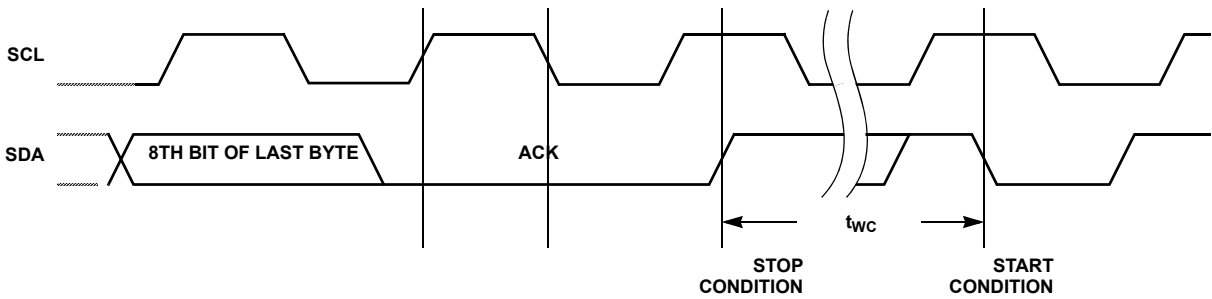 SCL
SDA
8TH BIT OF LAST BYTE
ACK
tWC
STOP
CONDITION
START
CONDITION